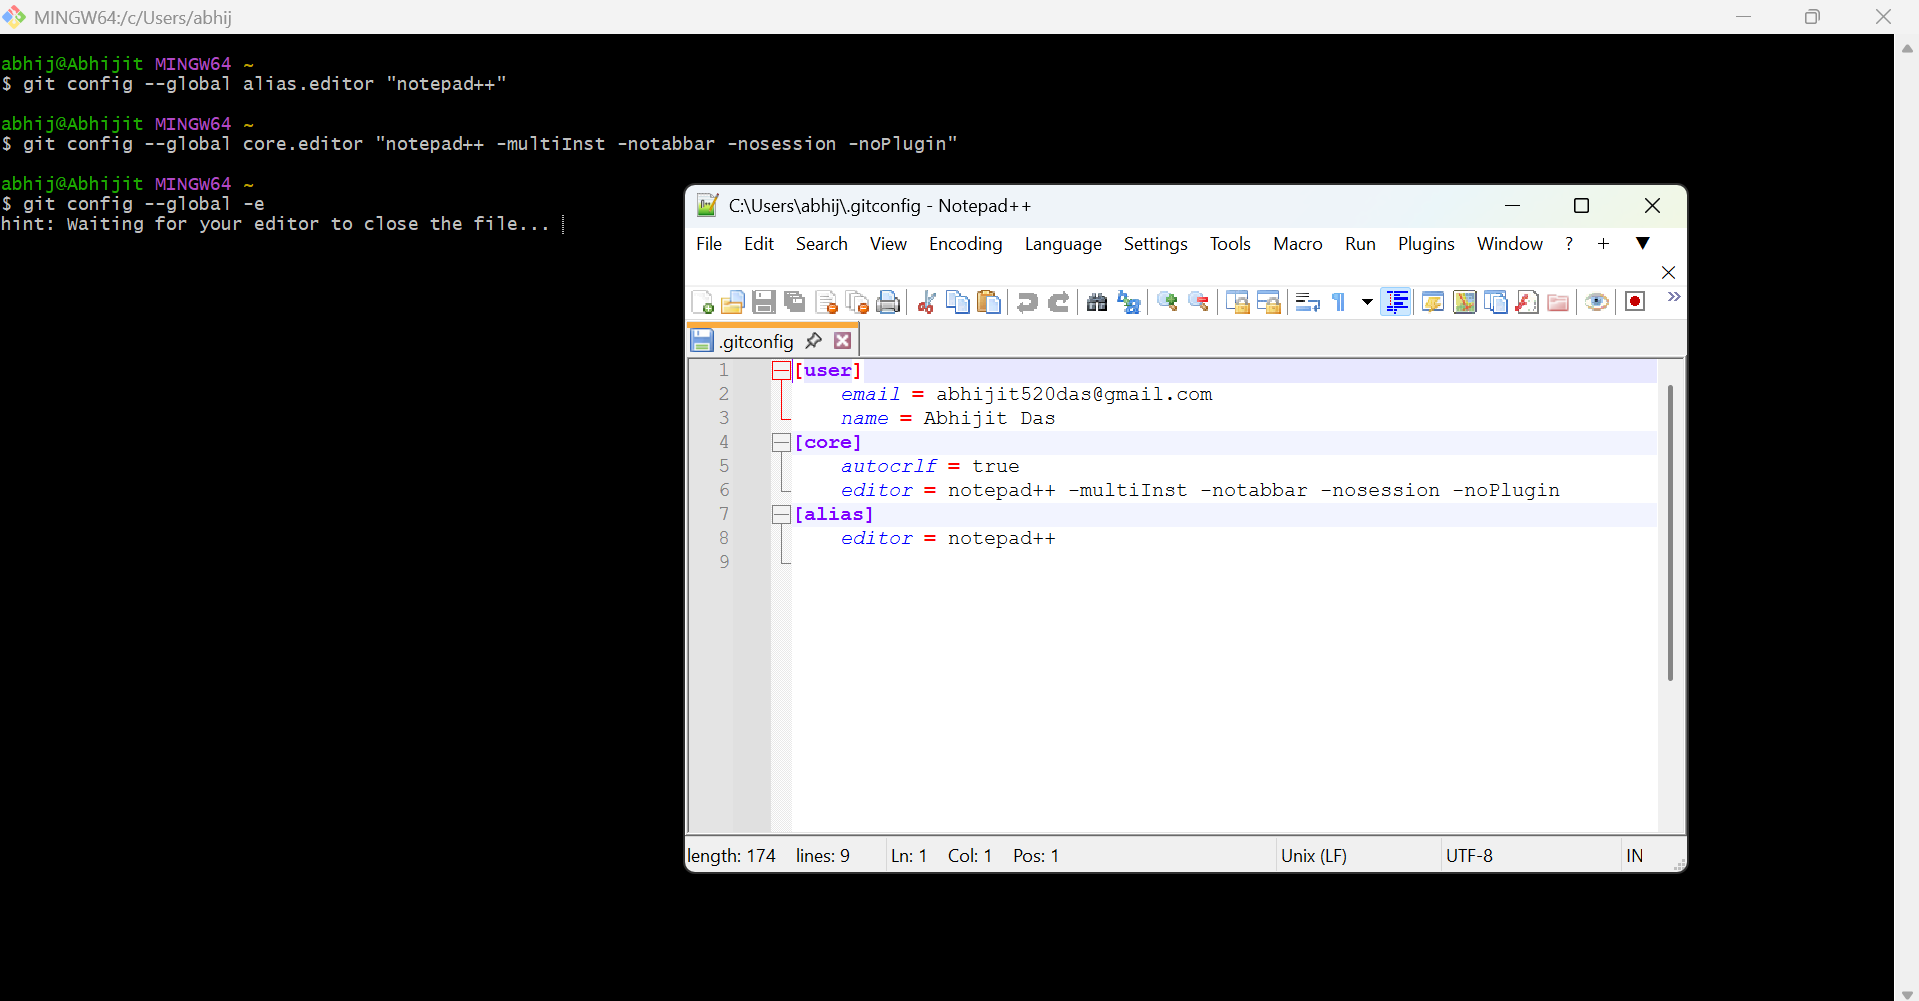 MINGW64:/c/Users/abhij
abhij@Abhijit MINGW64 ~
$ git config --global alias.editor "notepad++"
abhij@Abhijit MINGW64 ~
$ git config --global core.editor "notepad++ -multiInst -notabbar -nosession -noPlugin"
abhij@Abhijit MINGW64 ~
$ git config --global -e
hint: Waiting for your editor to close the file...
C:\Users\abhij\.gitconfig - Notepad++
File Edit Search View Encoding Language Settings Tools Macro Run Plugins Window ? + ▼
.gitconfig
1 [user]
2 email = abhijit520das@gmail.com
3 name = Abhijit Das
4 [core]
5 autocrlf = true
6 editor = notepad++ -multiInst -notabbar -nosession -noPlugin
7 [alias]
8 editor = notepad++
9
length: 174 lines: 9 Ln: 1 Col: 1 Pos: 1 Unix (LF) UTF-8 IN